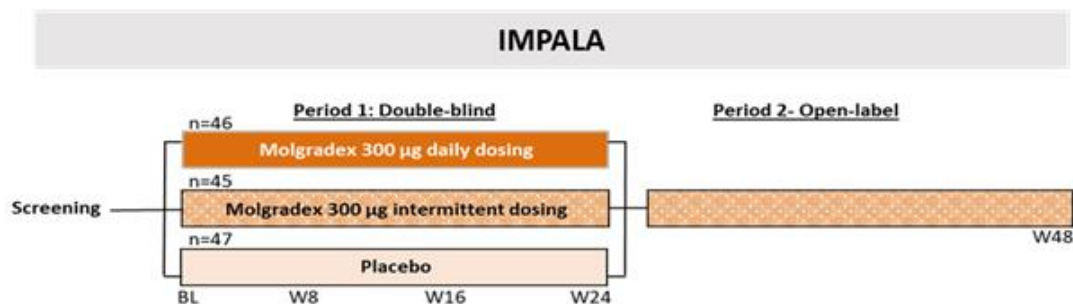 IMPALA
Period 1: Double-blind
Period 2- Open-label
n=46
Molgradex 300 µg daily dosing
n=45
Screening
Molgradex 300 µg intermittent dosing
W48
n=47
Placebo
BL W8 W16 W24